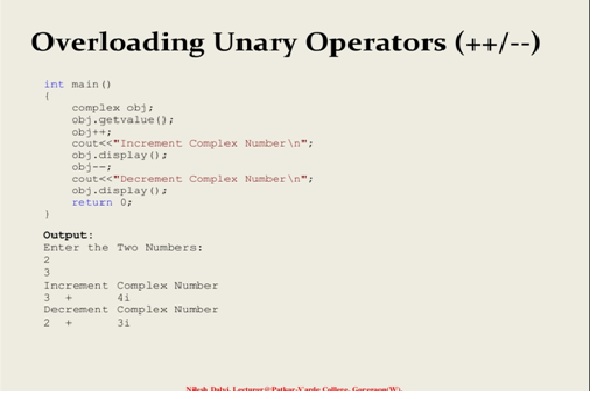 Overloading Unary Operators (++/--)
int main()
{
complex obj;
obj.getvalue();
obj++;
cout<<"Increment Complex Number\n";
obj.display();
obj--;
cout<<"Decrement Complex Number\n";
obj.display();
return 0;
}
Output:
Enter the Two Numbers:
2
3
Increment Complex Number
3 + 4i
Decrement Complex Number
2 + 3i
Nilesh Dalvi, Lecturer@Patkar-Varde College, Goregaon(W).